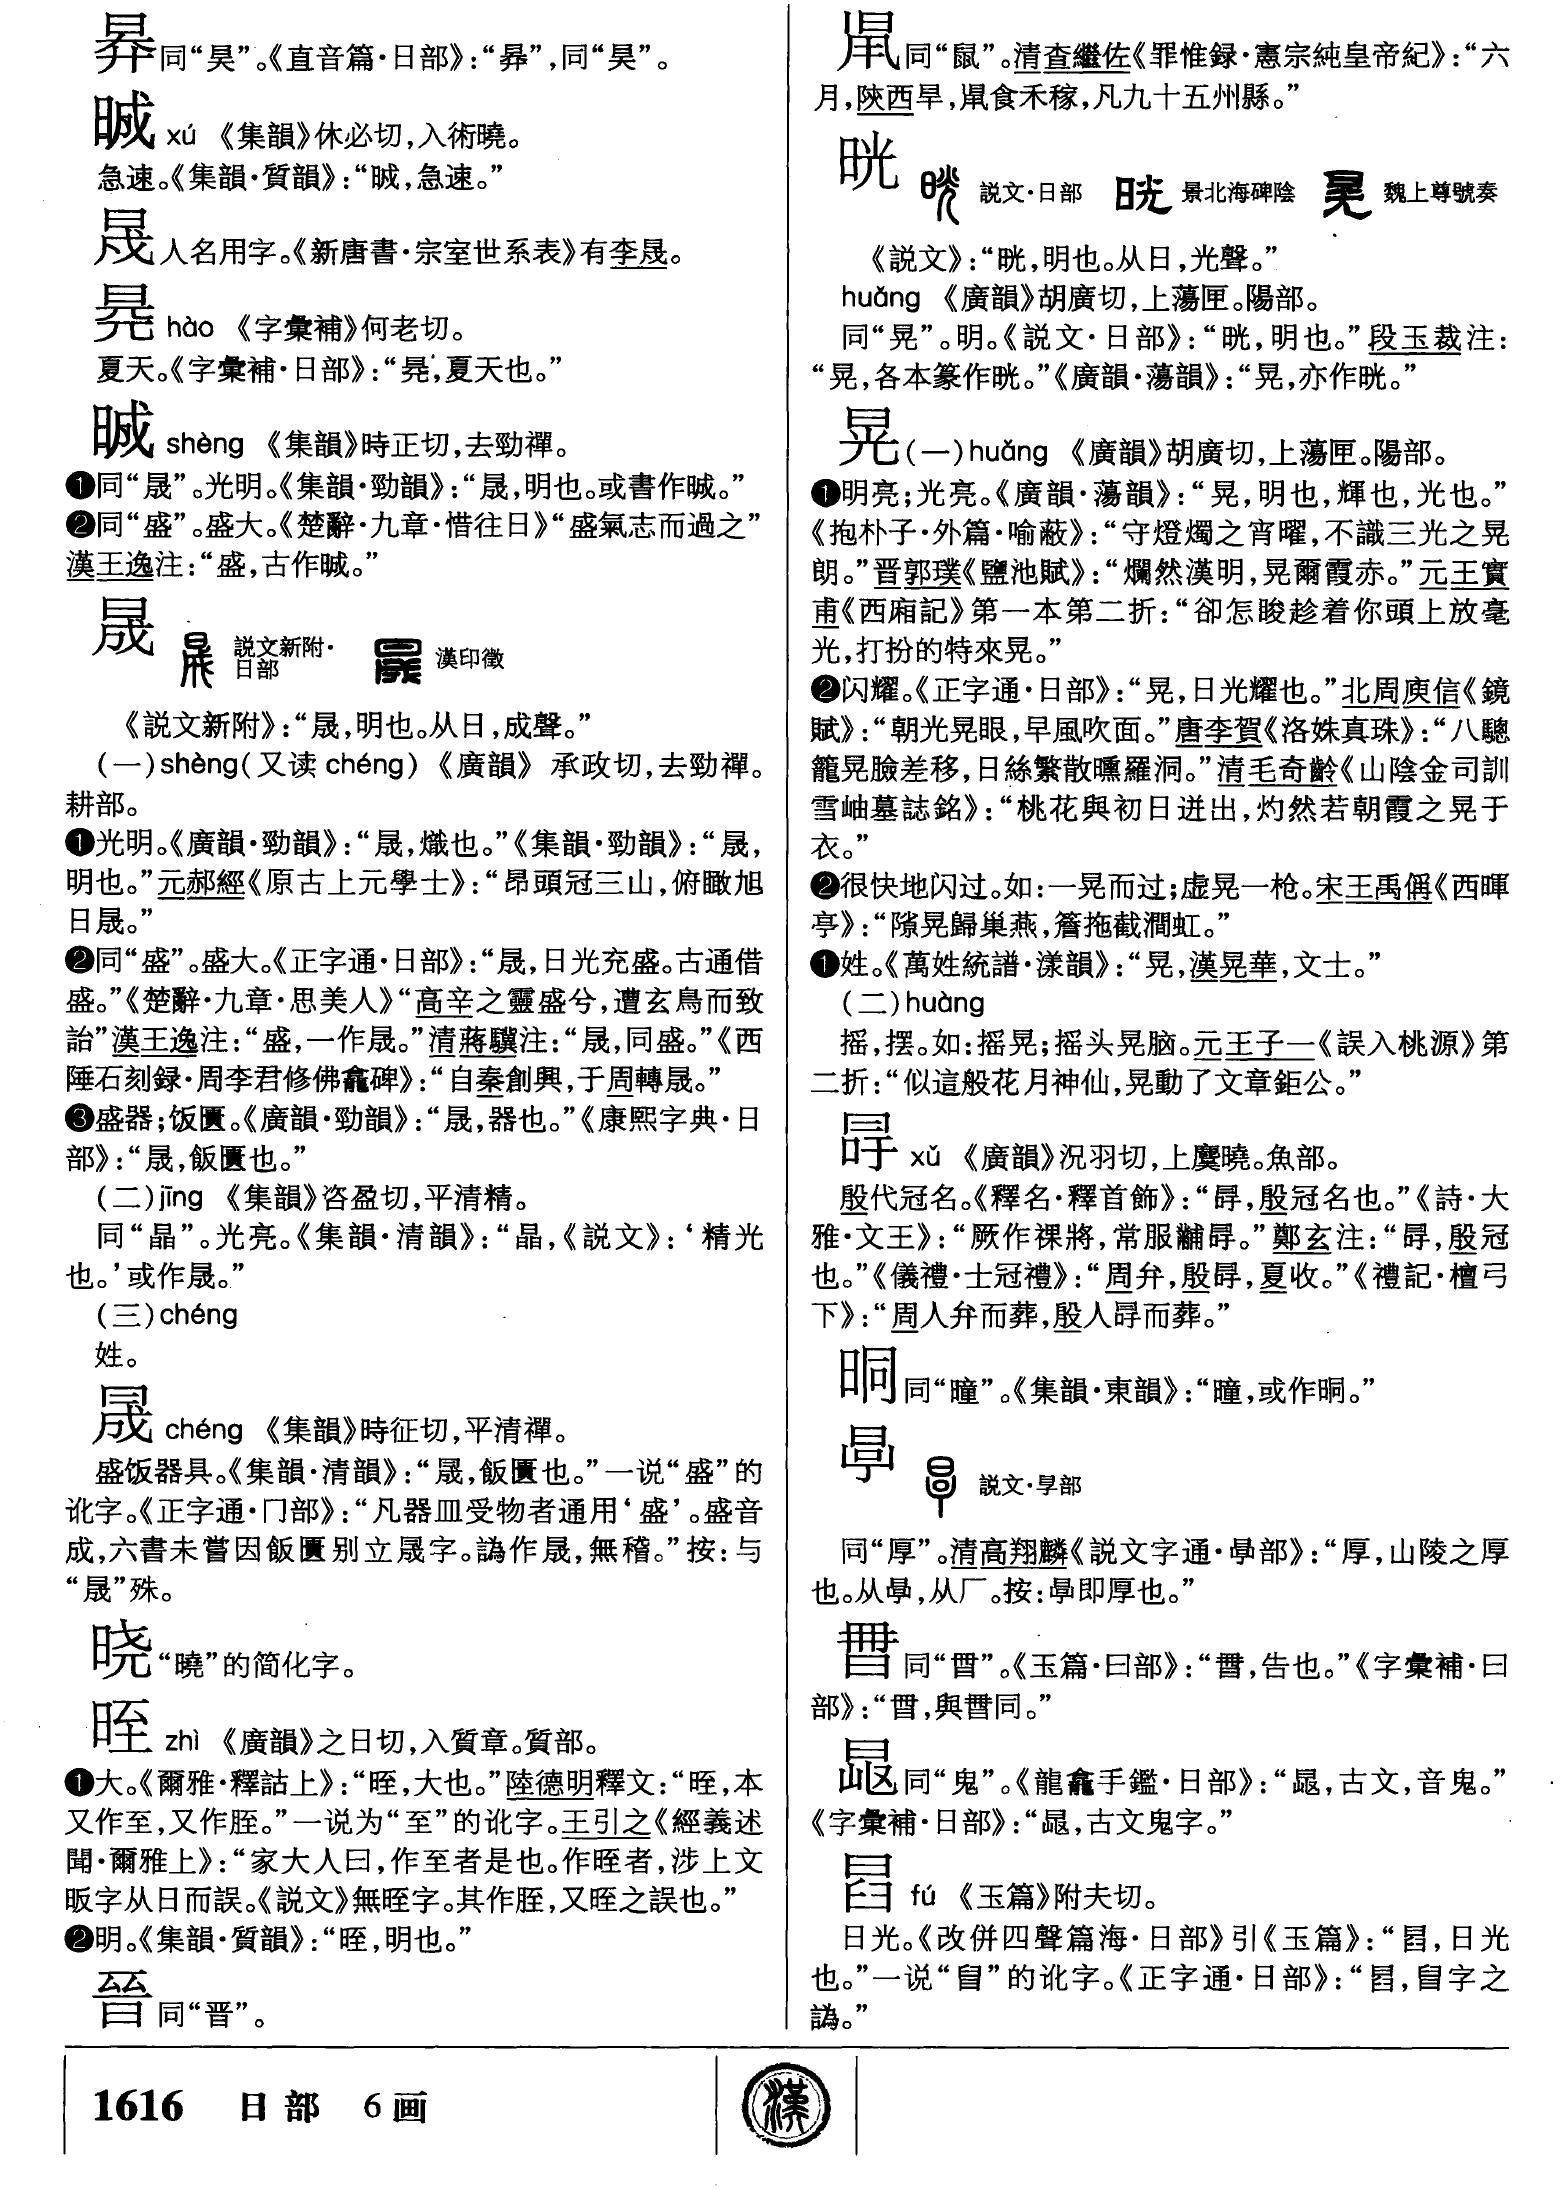 同“昊”。《直音篇·日部》：“昦”，同“昊”。
xú 《集韻》休必切，入術曉。
急速。《集韻·質韻》：“，急速。”
人名用字。《新唐書·宗室世系表》有李。
hào 《字彙補》何老切。
夏天。《字彙補·日部》：“，夏天也。”
晠 shèng 《集韻》時正切，去勁禪。
❶同“晟”。光明。《集韻·勁韻》：“晟，明也。或書作晠。”
❷同“盛”。盛大。《楚辭·九章·惜往日》“盛氣志而過之”
漢王逸注：“盛，古作晠。”
晟 説文新附·日部 漢印徵
《説文新附》：“晟，明也。从日，成聲。”
（一）shèng（又读 chéng）《廣韻》承政切，去勁禪。
耕部。
❶光明。《廣韻·勁韻》：“晟，熾也。”《集韻·勁韻》：“晟，
明也。”元郝經《原古上元學士》：“昂頭冠三山，俯瞰旭
日晟。”
❷同“盛”。盛大。《正字通·日部》：“晟，日光充盛。古通借
盛。”《楚辭·九章·思美人》“高辛之靈盛兮，遭玄鳥而致
詒”漢王逸注：“盛，一作晟。”清蔣驥注：“晟，同盛。”《西
陲石刻録·周李君修佛龕碑》：“自秦創興，于周轉晟。”
❸盛器；饭匱。《廣韻·勁韻》：“晟，器也。”《康熙字典·日
部》：“晟，飯匱也。”
（二）jīng 《集韻》咨盈切，平清精。
同“晶”。光亮。《集韻·清韻》：“晶，《説文》：‘精光
也。’或作晟。”
（三）chéng
姓。
chéng 《集韻》時征切，平清禪。
盛饭器具。《集韻·清韻》：“，飯匱也。”一说“盛”的
讹字。《正字通·冂部》：“凡器皿受物者通用‘盛’。盛音
成，六書未嘗因飯匱别立字。譌作，無稽。”按：与
“晟”殊。
晓“曉”的简化字。
晊 zhì 《廣韻》之日切，入質章。質部。
❶大。《爾雅·釋詁上》：“晊，大也。”陸德明釋文：“晊，本
又作至，又作胵。”一说为“至”的讹字。王引之《經義述
聞·爾雅上》：“家大人曰，作至者是也。作晊者，涉上文
昄字从日而誤。《説文》無晊字。其作胵，又晊之誤也。”
❷明。《集韻·質韻》：“晊，明也。”
同“晋”。
同“鼠”。清查繼佐《罪惟録·憲宗純皇帝紀》：“六
月，陝西旱，食禾稼，凡九十五州縣。”
晄 説文·日部 景北海碑陰 魏上尊號奏
《説文》：“晄，明也。从日，光聲。”
huǎng 《廣韻》胡廣切，上蕩匣。陽部。
同“晃”。明。《説文·日部》：“晄，明也。”段玉裁注：
“晃，各本篆作晄。”《廣韻·蕩韻》：“晃，亦作晄。”
晃（一）huǎng 《廣韻》胡廣切，上蕩匣。陽部。
❶明亮；光亮。《廣韻·蕩韻》：“晃，明也，輝也，光也。”
《抱朴子·外篇·喻蔽》：“守燈燭之宵曜，不識三光之晃
朗。”晋郭璞《鹽池賦》：“爛然漢明，晃爾霞赤。”元王實
甫《西廂記》第一本第二折：“卻怎睃趁着你頭上放毫
光，打扮的特來晃。”
❷闪耀。《正字通·日部》：“晃，日光耀也。”北周庾信《鏡
賦》：“朝光晃眼，早風吹面。”唐李賀《洛姝真珠》：“八驄
籠晃臉差移，日絲繁散曛羅洞。”清毛奇齡《山陰金司訓
雪岫墓誌銘》：“桃花與初日迸出，灼然若朝霞之晃于
衣。”
❷很快地闪过。如：一晃而过；虚晃一枪。宋王禹偁《西暉
亭》：“隙晃歸巢燕，簷拖截澗虹。”
❶姓。《萬姓統譜·漾韻》：“晃，漢晃華，文士。”
（二）huàng
摇，摆。如：摇晃；摇头晃脑。元王子一《誤入桃源》第
二折：“似這般花月神仙，晃動了文章鉅公。”
冔 xǔ 《廣韻》況羽切，上麌曉。魚部。
殷代冠名。《釋名·釋首飾》：“冔，殷冠名也。”《詩·大
雅·文王》：“厥作祼將，常服黼冔。”鄭玄注：“冔，殷冠
也。”《儀禮·士冠禮》：“周弁，殷冔，夏收。”《禮記·檀弓
下》：“周人弁而葬，殷人冔而葬。”
晍同“曈”。《集韻·東韻》：“曈，或作晍。”
説文·㫗部
同“厚”。清高翔麟《説文字通·部》：“厚，山陵之厚
也。从，从厂。按：即厚也。”
同“”。《玉篇·曰部》：“，告也。”《字彙補·曰
部》：“，與同。”
同“鬼”。《龍龕手鑑·日部》：“，古文，音鬼。”
《字彙補·日部》：“，古文鬼字。”
fú 《玉篇》附夫切。
日光。《改併四聲篇海·日部》引《玉篇》：“，日光
也。”一说“”的讹字。《正字通·日部》：“，字之
譌。”
1616 日部 6画
漢